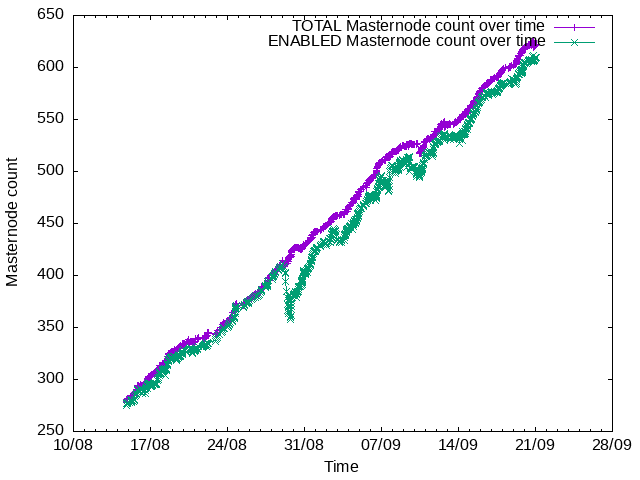 TOTAL Masternode count over time
ENABLED Masternode count over time
650
600
550
500
450
400
350
300
250
Masternode count
10/08 17/08 24/08 31/08 07/09 14/09 21/09 28/09
Time